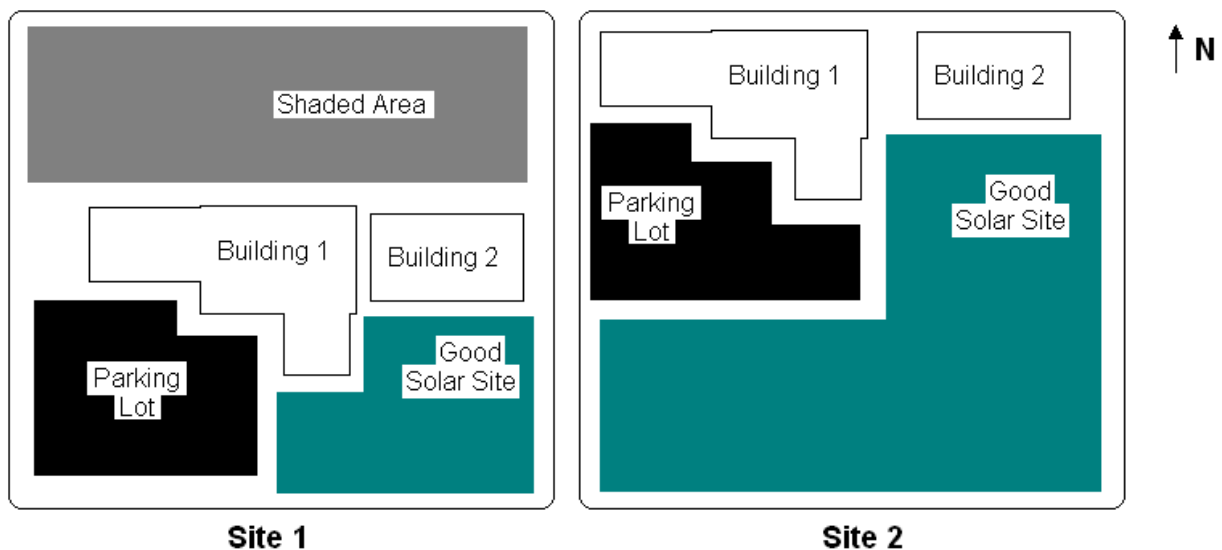 Shaded Area
Building 1
Building 2
Parking
Lot
Good
Solar Site
Site 1
Building 1
Building 2
Parking
Lot
Good
Solar Site
Site 2
N